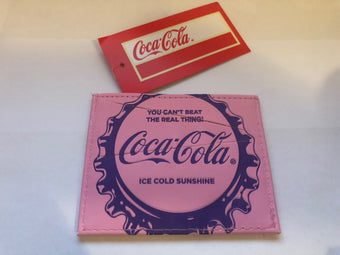 Coca-Cola®
YOU CAN'T BEAT
THE REAL THING!
Coca-Cola®
ICE COLD SUNSHINE